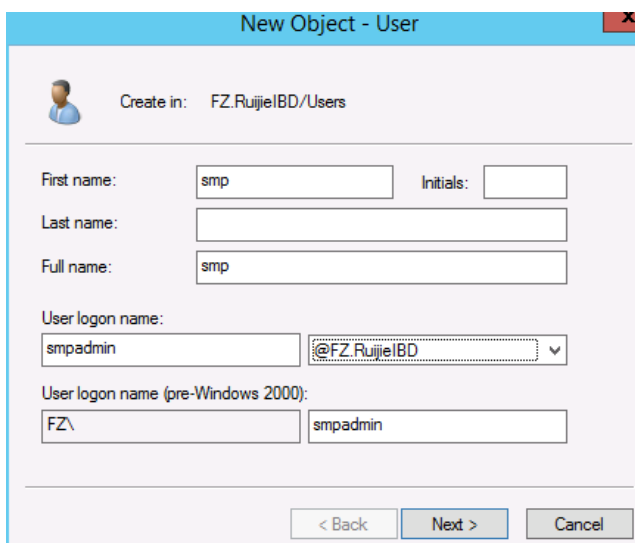 New Object - User
x
Create in: FZ.RuijieIBD/Users
First name: smp Initials:
Last name:
Full name: smp
User logon name:
smpadmin @FZ.RuijieIBD
User logon name (pre-Windows 2000):
FZ\ smpadmin
< Back Next > Cancel